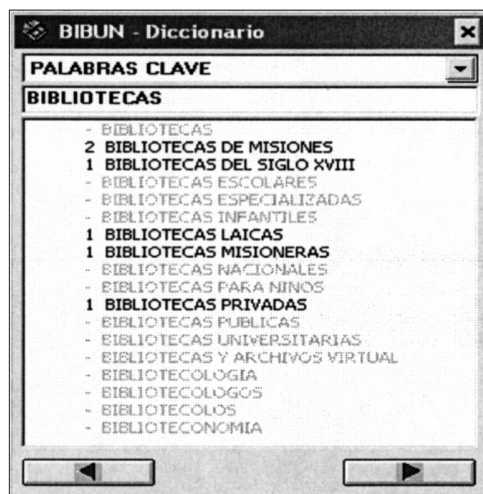 BIBUN - Diccionario
PALABRAS CLAVE
BIBLIOTECAS
- BIBLIOTECAS
2 BIBLIOTECAS DE MISIONES
1 BIBLIOTECAS DEL SIGLO XVIII
- BIBLIOTECAS ESCOLARES
- BIBLIOTECAS ESPECIALIZADAS
- BIBLIOTECAS INFANTILES
1 BIBLIOTECAS LAICAS
1 BIBLIOTECAS MISIONERAS
- BIBLIOTECAS NACIONALES
- BIBLIOTECAS PARA NINOS
1 BIBLIOTECAS PRIVADAS
- BIBLIOTECAS PUBLICAS
- BIBLIOTECAS UNIVERSITARIAS
- BIBLIOTECAS Y ARCHIVOS VIRTUAL
- BIBLIOTECOLOGIA
- BIBLIOTECOLOGOS
- BIBLIOTECOLOS
- BIBLIOTECONOMIA